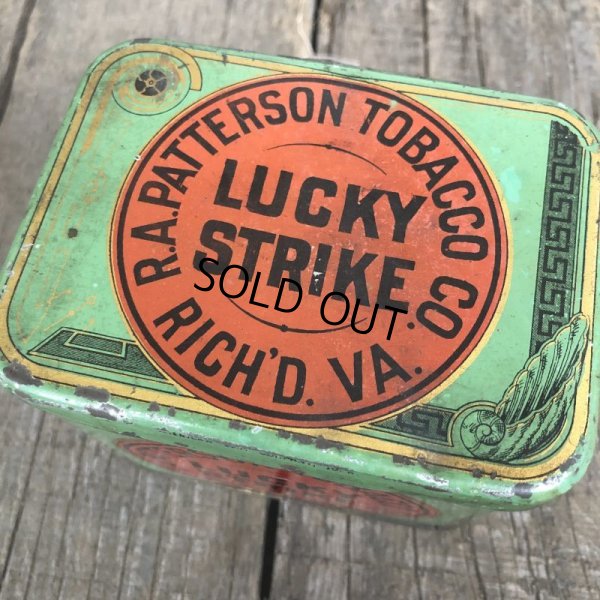 R.A. PATTERSON TOBACCO CO.
LUCKY
STRIKE
SOLD OUT.
RICH'D. VA.